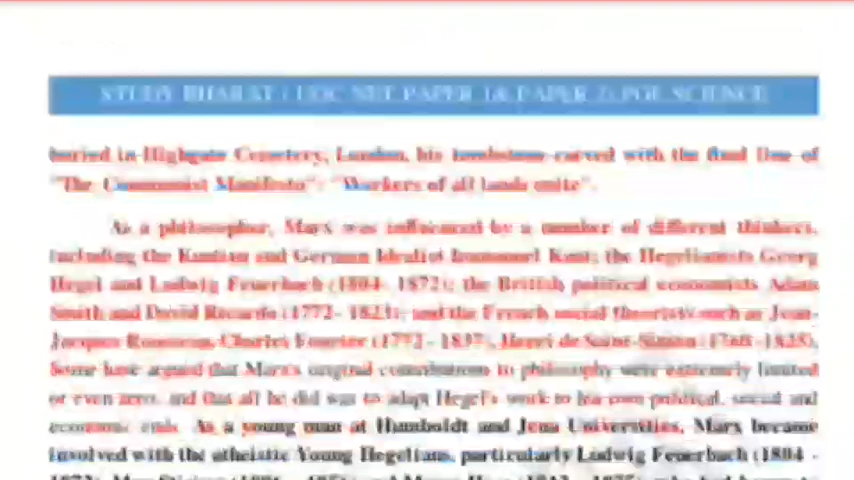 STUDY BHARAT : UGC NET PAPER 1& PAPER 2) POL SCIENCE
buried in Highgate Cemetery, London, his tombstone carved with the final line of
"The Communist Manifesto": "Workers of all lands unite".
As a philosopher, Marx was influenced by a number of different thinkers,
including the Kantian and German Idealist Immanuel Kant; the Hegelianists Georg
Hegel and Ludwig Feuerbach (1804- 1872); the British political economists Adam
Smith and David Ricardo (1772- 1823); and the French social theorists such as Jean-
Jacques Rousseau, Charles Fourier (1772 - 1837), Henri de Saint-Simon (1760 -1825).
Some have argued that Marx's original contributions to philosophy were extremely limited
or even zero, and that all he did was to adapt Hegel's work to his own political, social and
economic ends. As a young man at Humboldt and Jena Universities, Marx became
involved with the atheistic Young Hegelians, particularly Ludwig Feuerbach (1804 -